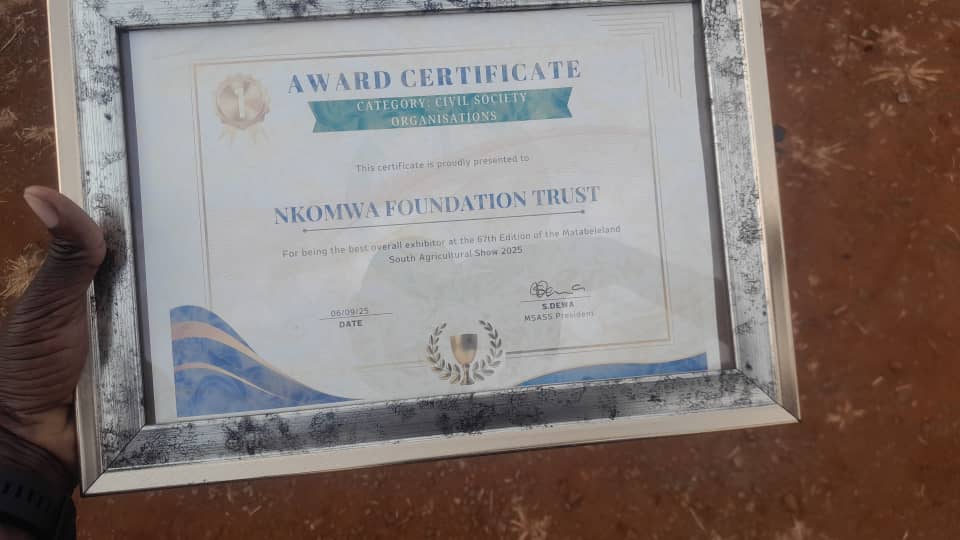 1
AWARD CERTIFICATE
CATEGORY: CIVIL SOCIETY
ORGANISATIONS
This certificate is proudly presented to
NKOMWA FOUNDATION TRUST
For being the best overall exhibitor at the 67th Edition of the Matabeleland
South Agricultural Show 2025
06/09/25
DATE
S.DEWA
MSASS President